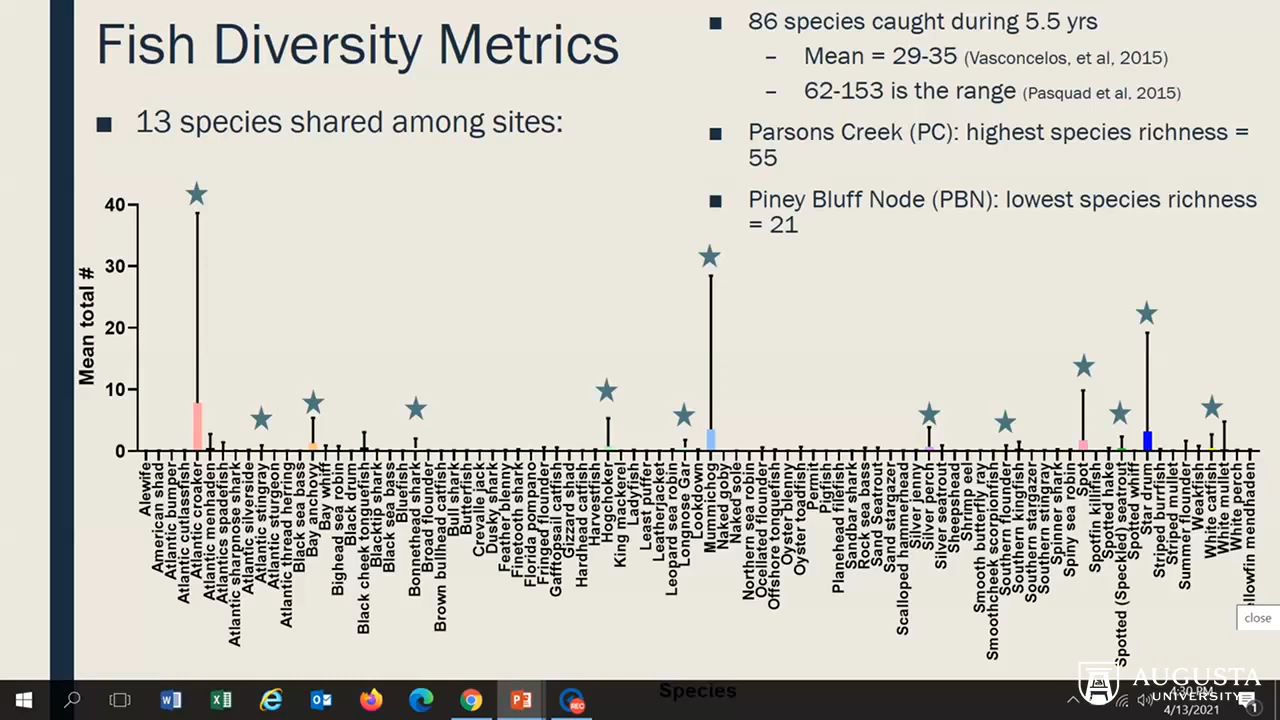 Fish Diversity Metrics
■ 13 species shared among sites:
■ 86 species caught during 5.5 yrs
– Mean = 29-35 (Vasconcelos, et al, 2015)
– 62-153 is the range (Pasquad et al, 2015)
■ Parsons Creek (PC): highest species richness =
55
■ Piney Bluff Node (PBN): lowest species richness
= 21
Mean total #
40
30
20
10
0
Alewife
American shad
Atlantic bumper
Atlantic cutlassfish
Atlantic croaker
Atlantic menhaden
Atlantics spadefish
Atlantic sharpnose shark
Atlantic silverside
Atlantic stingray
Atlantic sturgeon
Atlantic thread herring
Black sea bass
Bay anchovy
Bay whiff
Bighead sea robin
Black drum
Black cheek tonguefish
Blacktip shark
Black sea bass
Bluefish
Bonnethead shark
Broad flounder
Brown bullhead catfish
Bull shark
Butterfish
Crevalle jack
Dusky shark
Feather blenny
Finetooth shark
Florida pompano
Fringed flounder
Gafftopsail catfish
Gizzard shad
Hardhead catfish
Harvestfish
Hogchoker
King mackerel
Least puffer
Ladyfish
Leatherjacket
Leopard sea robin
Longnose Gar
Lookdown
Mummichog
Naked goby
Naked sole
Northern sea robin
Ocellated flounder
Offshore tonquefish
Oyster blenny
Oyster toadfish
Permit
Pigfish
Planehead filefish
Sandbar shark
Rock sea bass
Sand Seatrout
Sand stargazer
Scalloped hammerhead
Silver jenny
Silver perch
Silver seatrout
Sheepshead
Shrimp eel
Smooth butterfly ray
Smoothcheek scorpionfish
Southern flounder
Southern kingfish
Southern stargazer
Southern stingray
Spinner shark
Spiny sea robin
Spot
Spotfin killifish
Spotted hake
Spotted (Speckled) seatrout
Spotted whiff
Star drum
Striped burrfish
Striped mullet
Summer flounder
Weakfish
White catfish
White mullet
White perch
ellowfin mendhaden
close
Species
AUGUSTA
UNIVERSITY
4:30 PM
4/13/2021
1